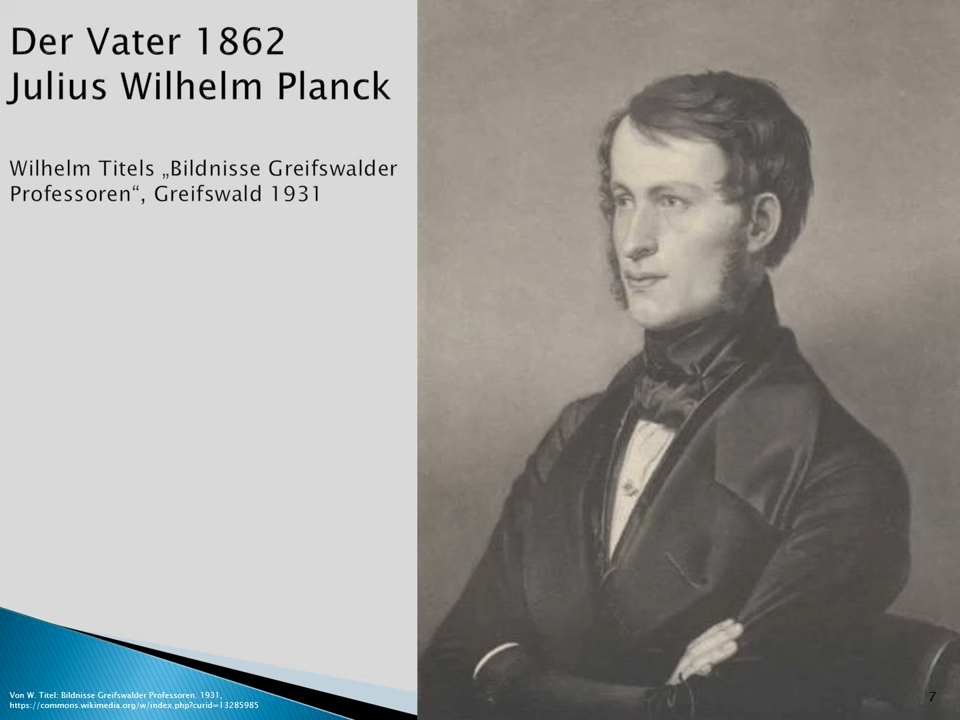 Der Vater 1862
Julius Wilhelm Planck
Wilhelm Titels „Bildnisse Greifswalder
Professoren“, Greifswald 1931
Von W. Titel: Bildnisse Greifswalder Professoren. 1931,
https://commons.wikimedia.org/w/index.php?curid=13285985
7